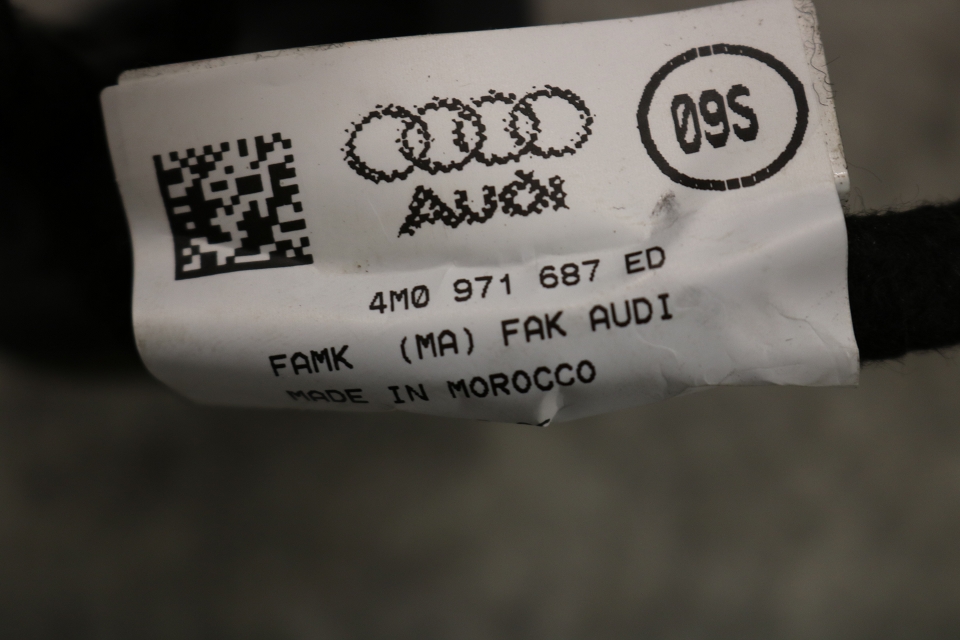 09S
AUDI
4M0 971 687 ED
FAMK (MA) FAK AUDI
MADE IN MOROCCO